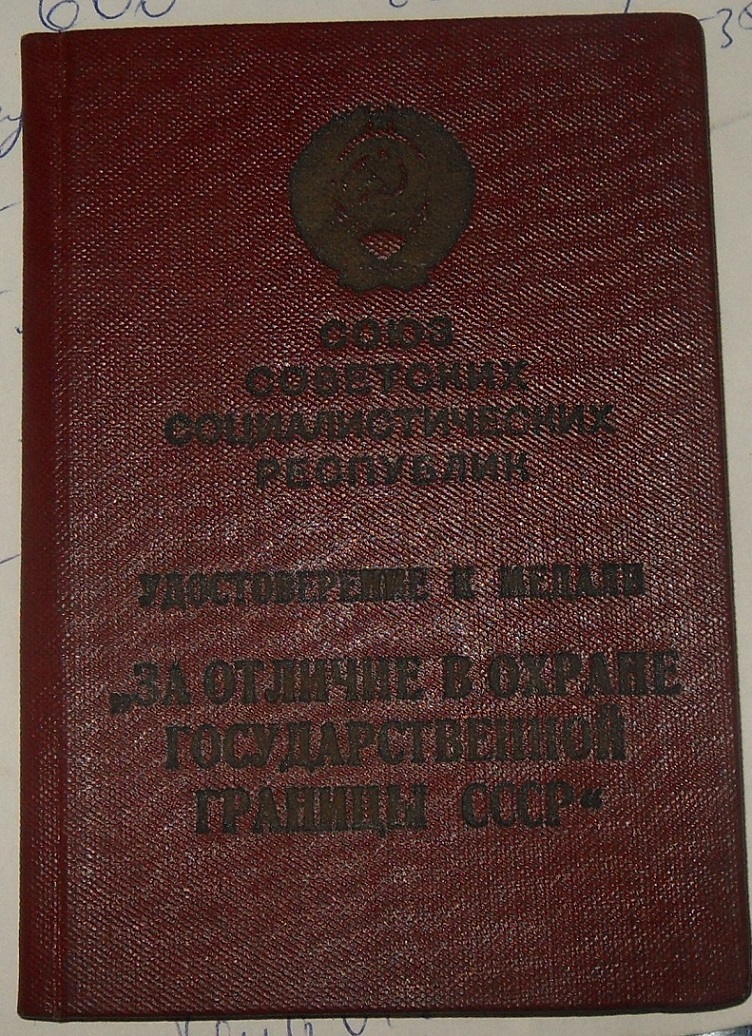 СОЮЗ
СОВЕТСКИХ
СОЦИАЛИСТИЧЕСКИХ
РЕСПУБЛИК
УДОСТОВЕРЕНИЕ К МЕДАЛИ
„ЗА ОТЛИЧИЕ В ОХРАНЕ
ГОСУДАРСТВЕННОЙ
ГРАНИЦЫ СССР“